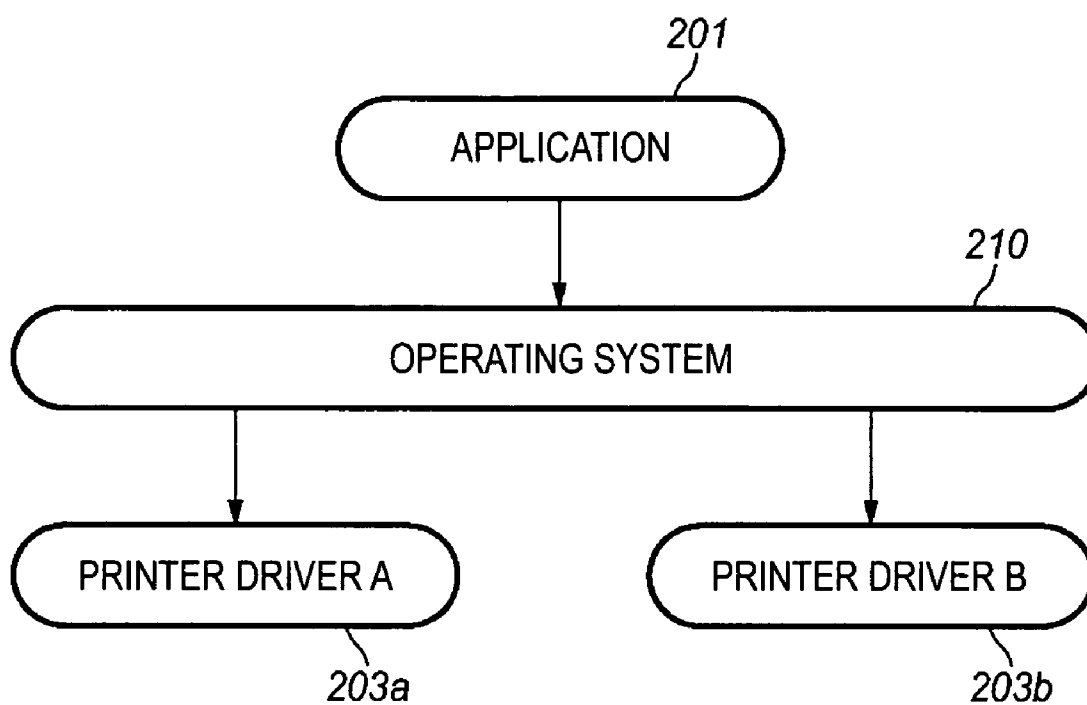 201
APPLICATION
210
OPERATING SYSTEM
PRINTER DRIVER A
PRINTER DRIVER B
203a
203b